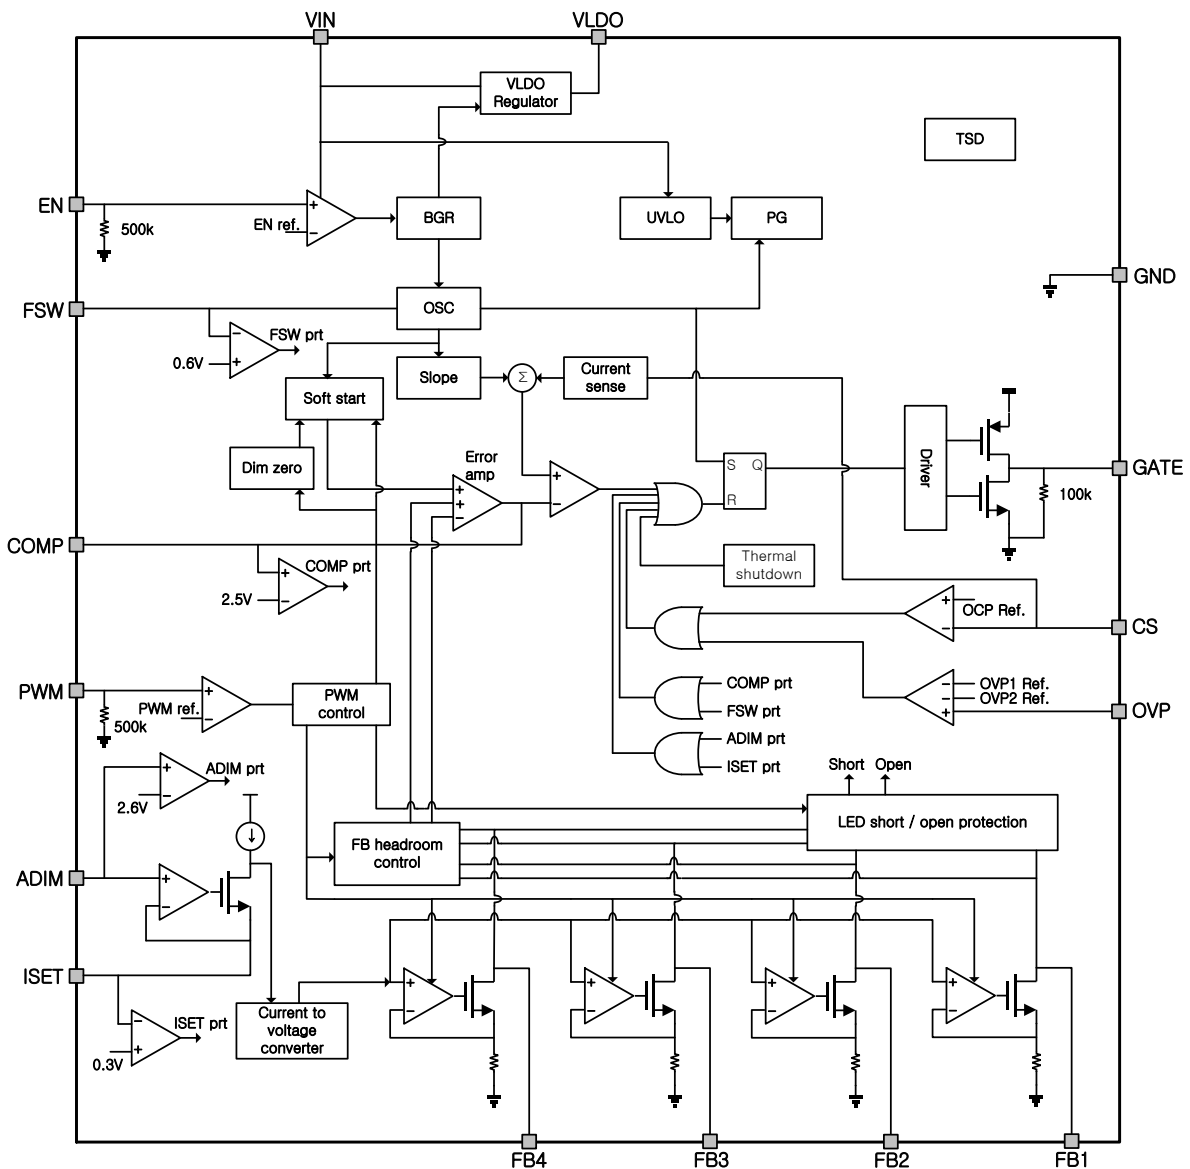 VIN
VLDO
VLDO
Regulator
TSD
EN
500k
EN ref.
+
−
BGR
UVLO
PG
GND
FSW
OSC
−
+
FSW prt
0.6V
Slope
Σ
Current
sense
Soft start
Dim zero
Error
amp
+
+
−
+
−
S Q
R
Driver
GATE
100k
COMP
COMP prt
+
−
2.5V
Thermal
shutdown
+
−
OCP Ref.
CS
PWM
500k
PWM ref.
+
−
PWM
control
COMP prt
FSW prt
−
−
+
OVP1 Ref.
OVP2 Ref.
OVP
ADIM prt
ISET prt
ADIM prt
+
−
2.6V
Short Open
LED short / open protection
FB headroom
control
ADIM
+
−
ISET
ISET prt
−
+
0.3V
Current to
voltage
converter
+
−
+
−
+
−
+
−
FB4
FB3
FB2
FB1